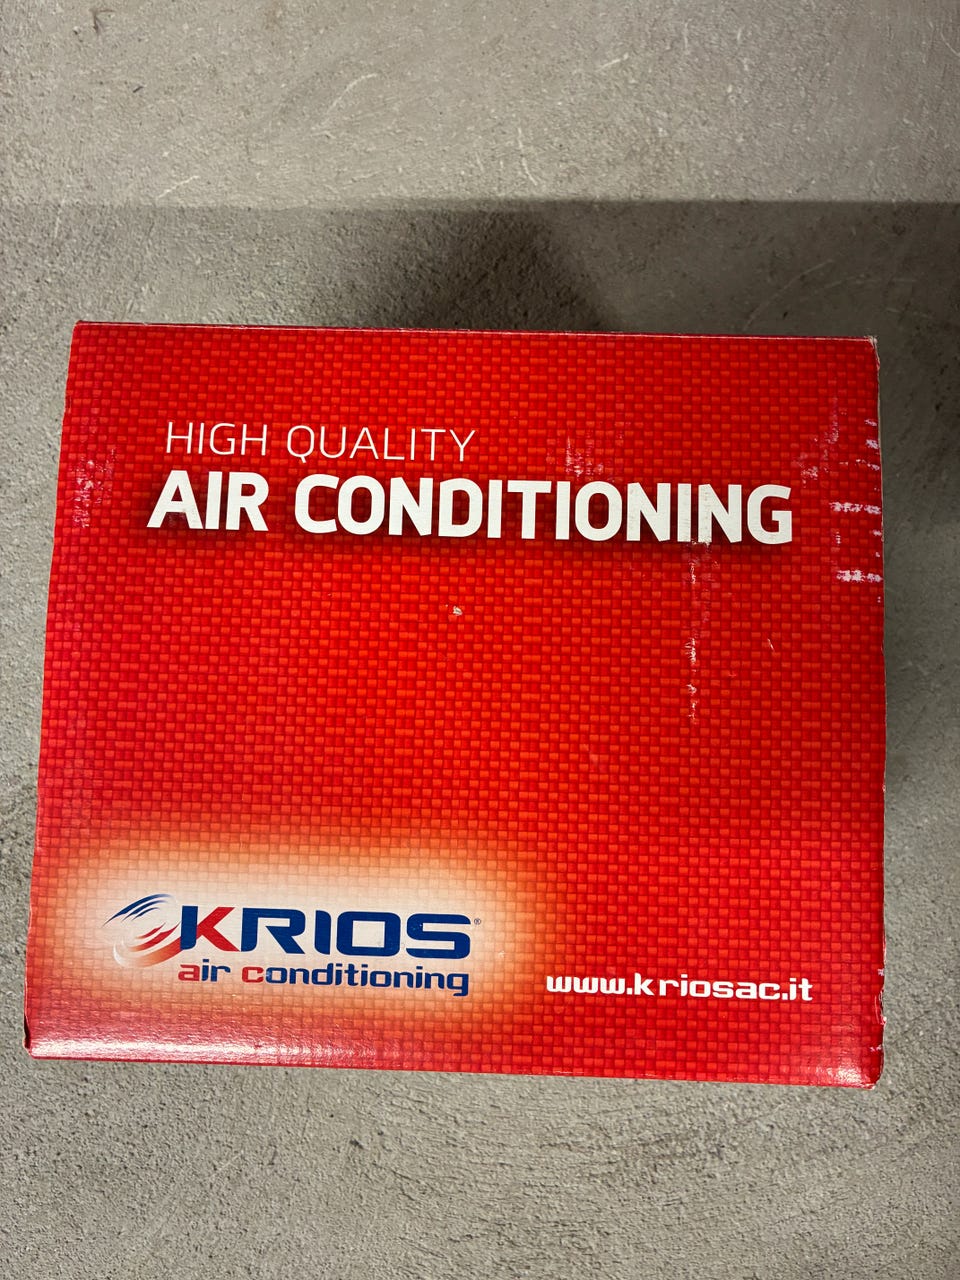 HIGH QUALITY
AIR CONDITIONING
KRIOS®
air conditioning
www.kriosac.it